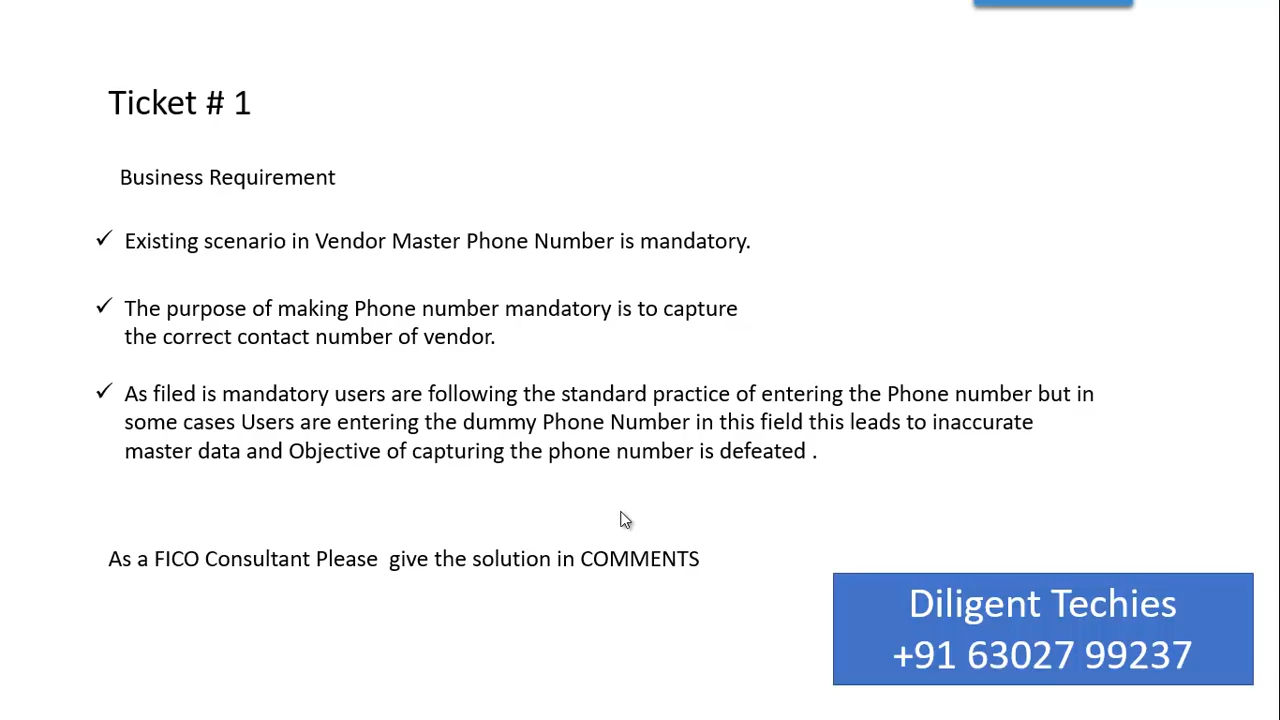 Ticket # 1
Business Requirement
✓ Existing scenario in Vendor Master Phone Number is mandatory.
✓ The purpose of making Phone number mandatory is to capture
the correct contact number of vendor.
✓ As filed is mandatory users are following the standard practice of entering the Phone number but in
some cases Users are entering the dummy Phone Number in this field this leads to inaccurate
master data and Objective of capturing the phone number is defeated .
As a FICO Consultant Please  give the solution in COMMENTS
Diligent Techies
+91 63027 99237